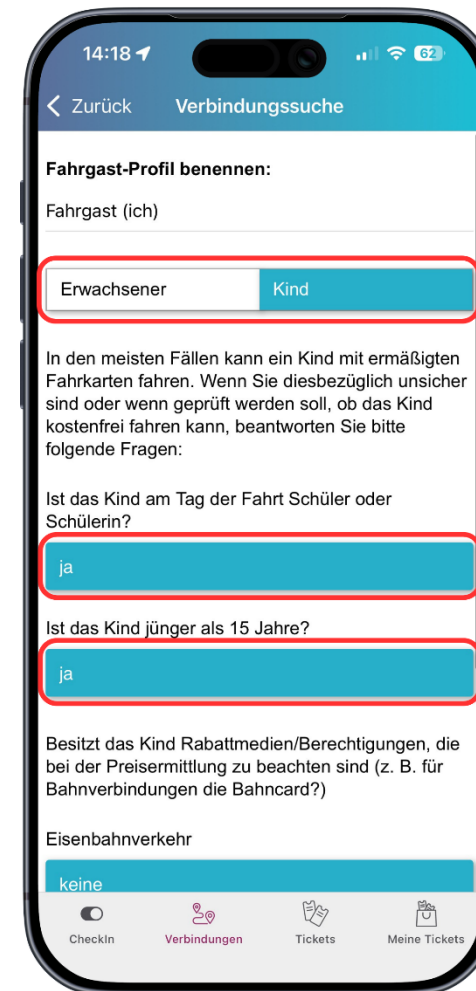 14:18
62
Zurück
Verbindungssuche
Fahrgast-Profil benennen:
Fahrgast (ich)
Erwachsener
Kind
In den meisten Fällen kann ein Kind mit ermäßigten
Fahrkarten fahren. Wenn Sie diesbezüglich unsicher
sind oder wenn geprüft werden soll, ob das Kind
kostenfrei fahren kann, beantworten Sie bitte
folgende Fragen:
Ist das Kind am Tag der Fahrt Schüler oder
Schülerin?
ja
Ist das Kind jünger als 15 Jahre?
ja
Besitzt das Kind Rabattmedien/Berechtigungen, die
bei der Preisermittlung zu beachten sind (z. B. für
Bahnverbindungen die Bahncard?)
Eisenbahnverkehr
keine
CheckIn
Verbindungen
Tickets
Meine Tickets